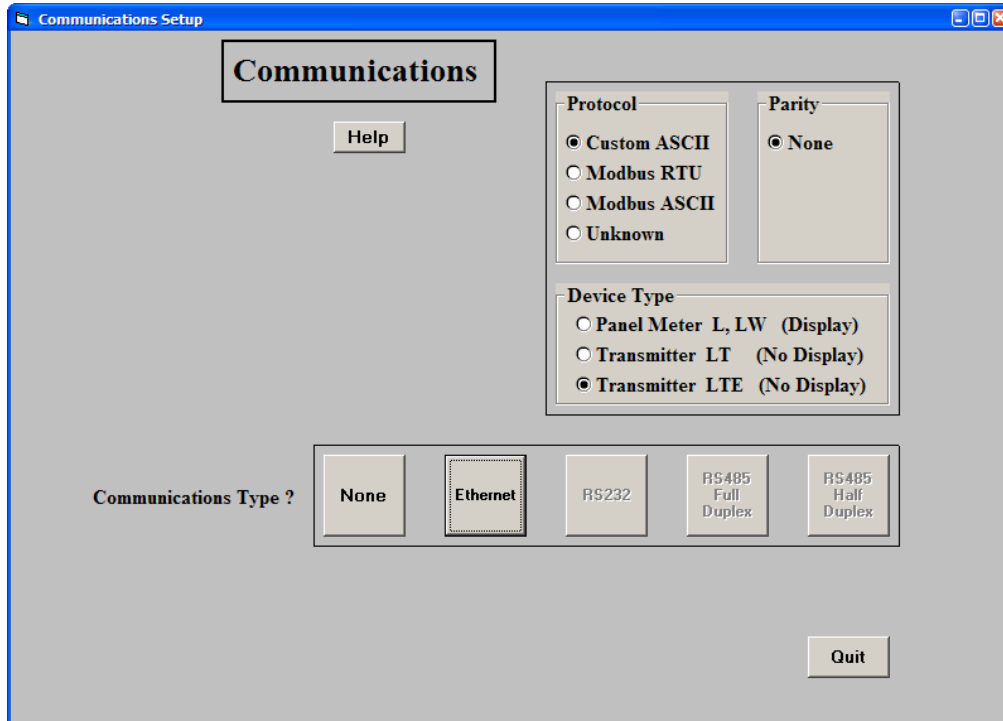 Communications Setup
Communications
Help
Protocol
Custom ASCII
Modbus RTU
Modbus ASCII
Unknown
Parity
None
Device Type
Panel Meter L, LW (Display)
Transmitter LT (No Display)
Transmitter LTE (No Display)
Communications Type ?
None
Ethernet
RS232
RS485
Full
Duplex
RS485
Half
Duplex
Quit